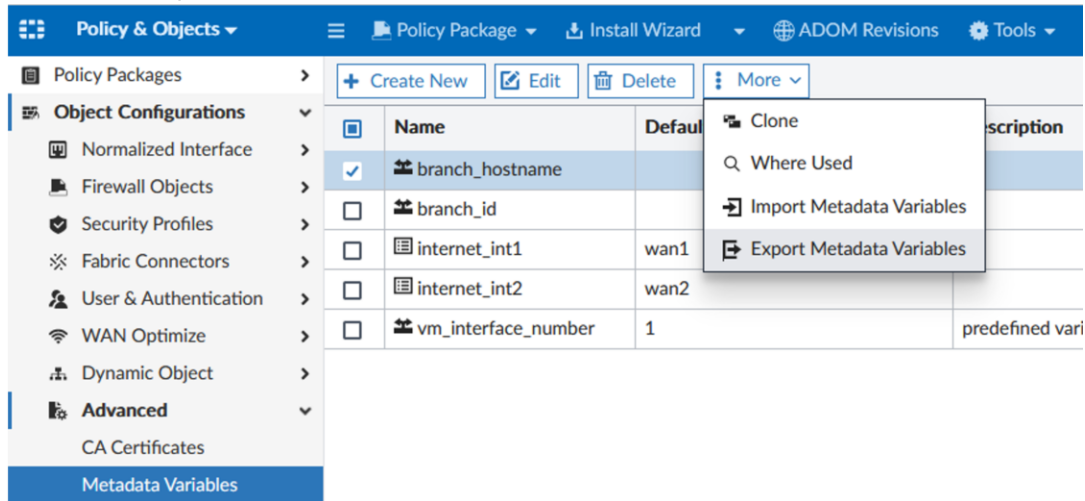 Policy & Objects
Policy Package
Install Wizard
ADOM Revisions
Tools
Policy Packages
Object Configurations
Normalized Interface
Firewall Objects
Security Profiles
Fabric Connectors
User & Authentication
WAN Optimize
Dynamic Object
Advanced
CA Certificates
Metadata Variables
Create New
Edit
Delete
More
Clone
Where Used
Import Metadata Variables
Export Metadata Variables
Name Defaul escription
branch_hostname
branch_id
internet_int1 wan1
internet_int2 wan2
vm_interface_number 1 predefined vari